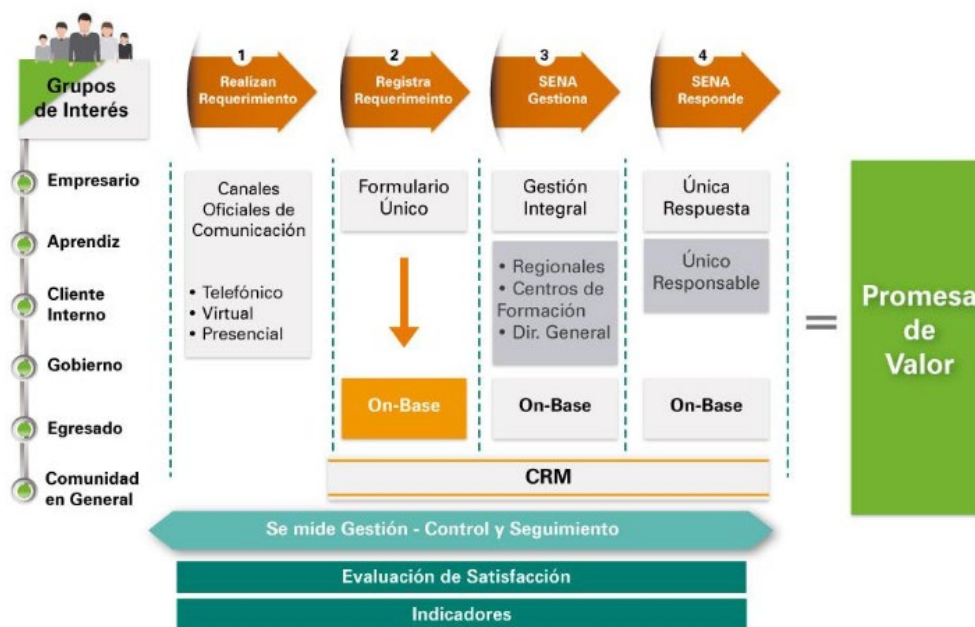 Grupos
de Interés
Empresario
Aprendiz
Cliente
Interno
Gobierno
Egresado
Comunidad
en General
1
Realizan
Requerimiento
2
Registra
Requerimeinto
3
SENA
Gestiona
4
SENA
Responde
Canales
Oficiales de
Comunicación
• Telefónico
• Virtual
• Presencial
Formulario
Único
On-Base
Gestión
Integral
• Regionales
• Centros de
Formación
• Dir. General
On-Base
Única
Respuesta
Único
Responsable
On-Base
CRM
=
Promesa
de
Valor
Se mide Gestión - Control y Seguimiento
Evaluación de Satisfacción
Indicadores